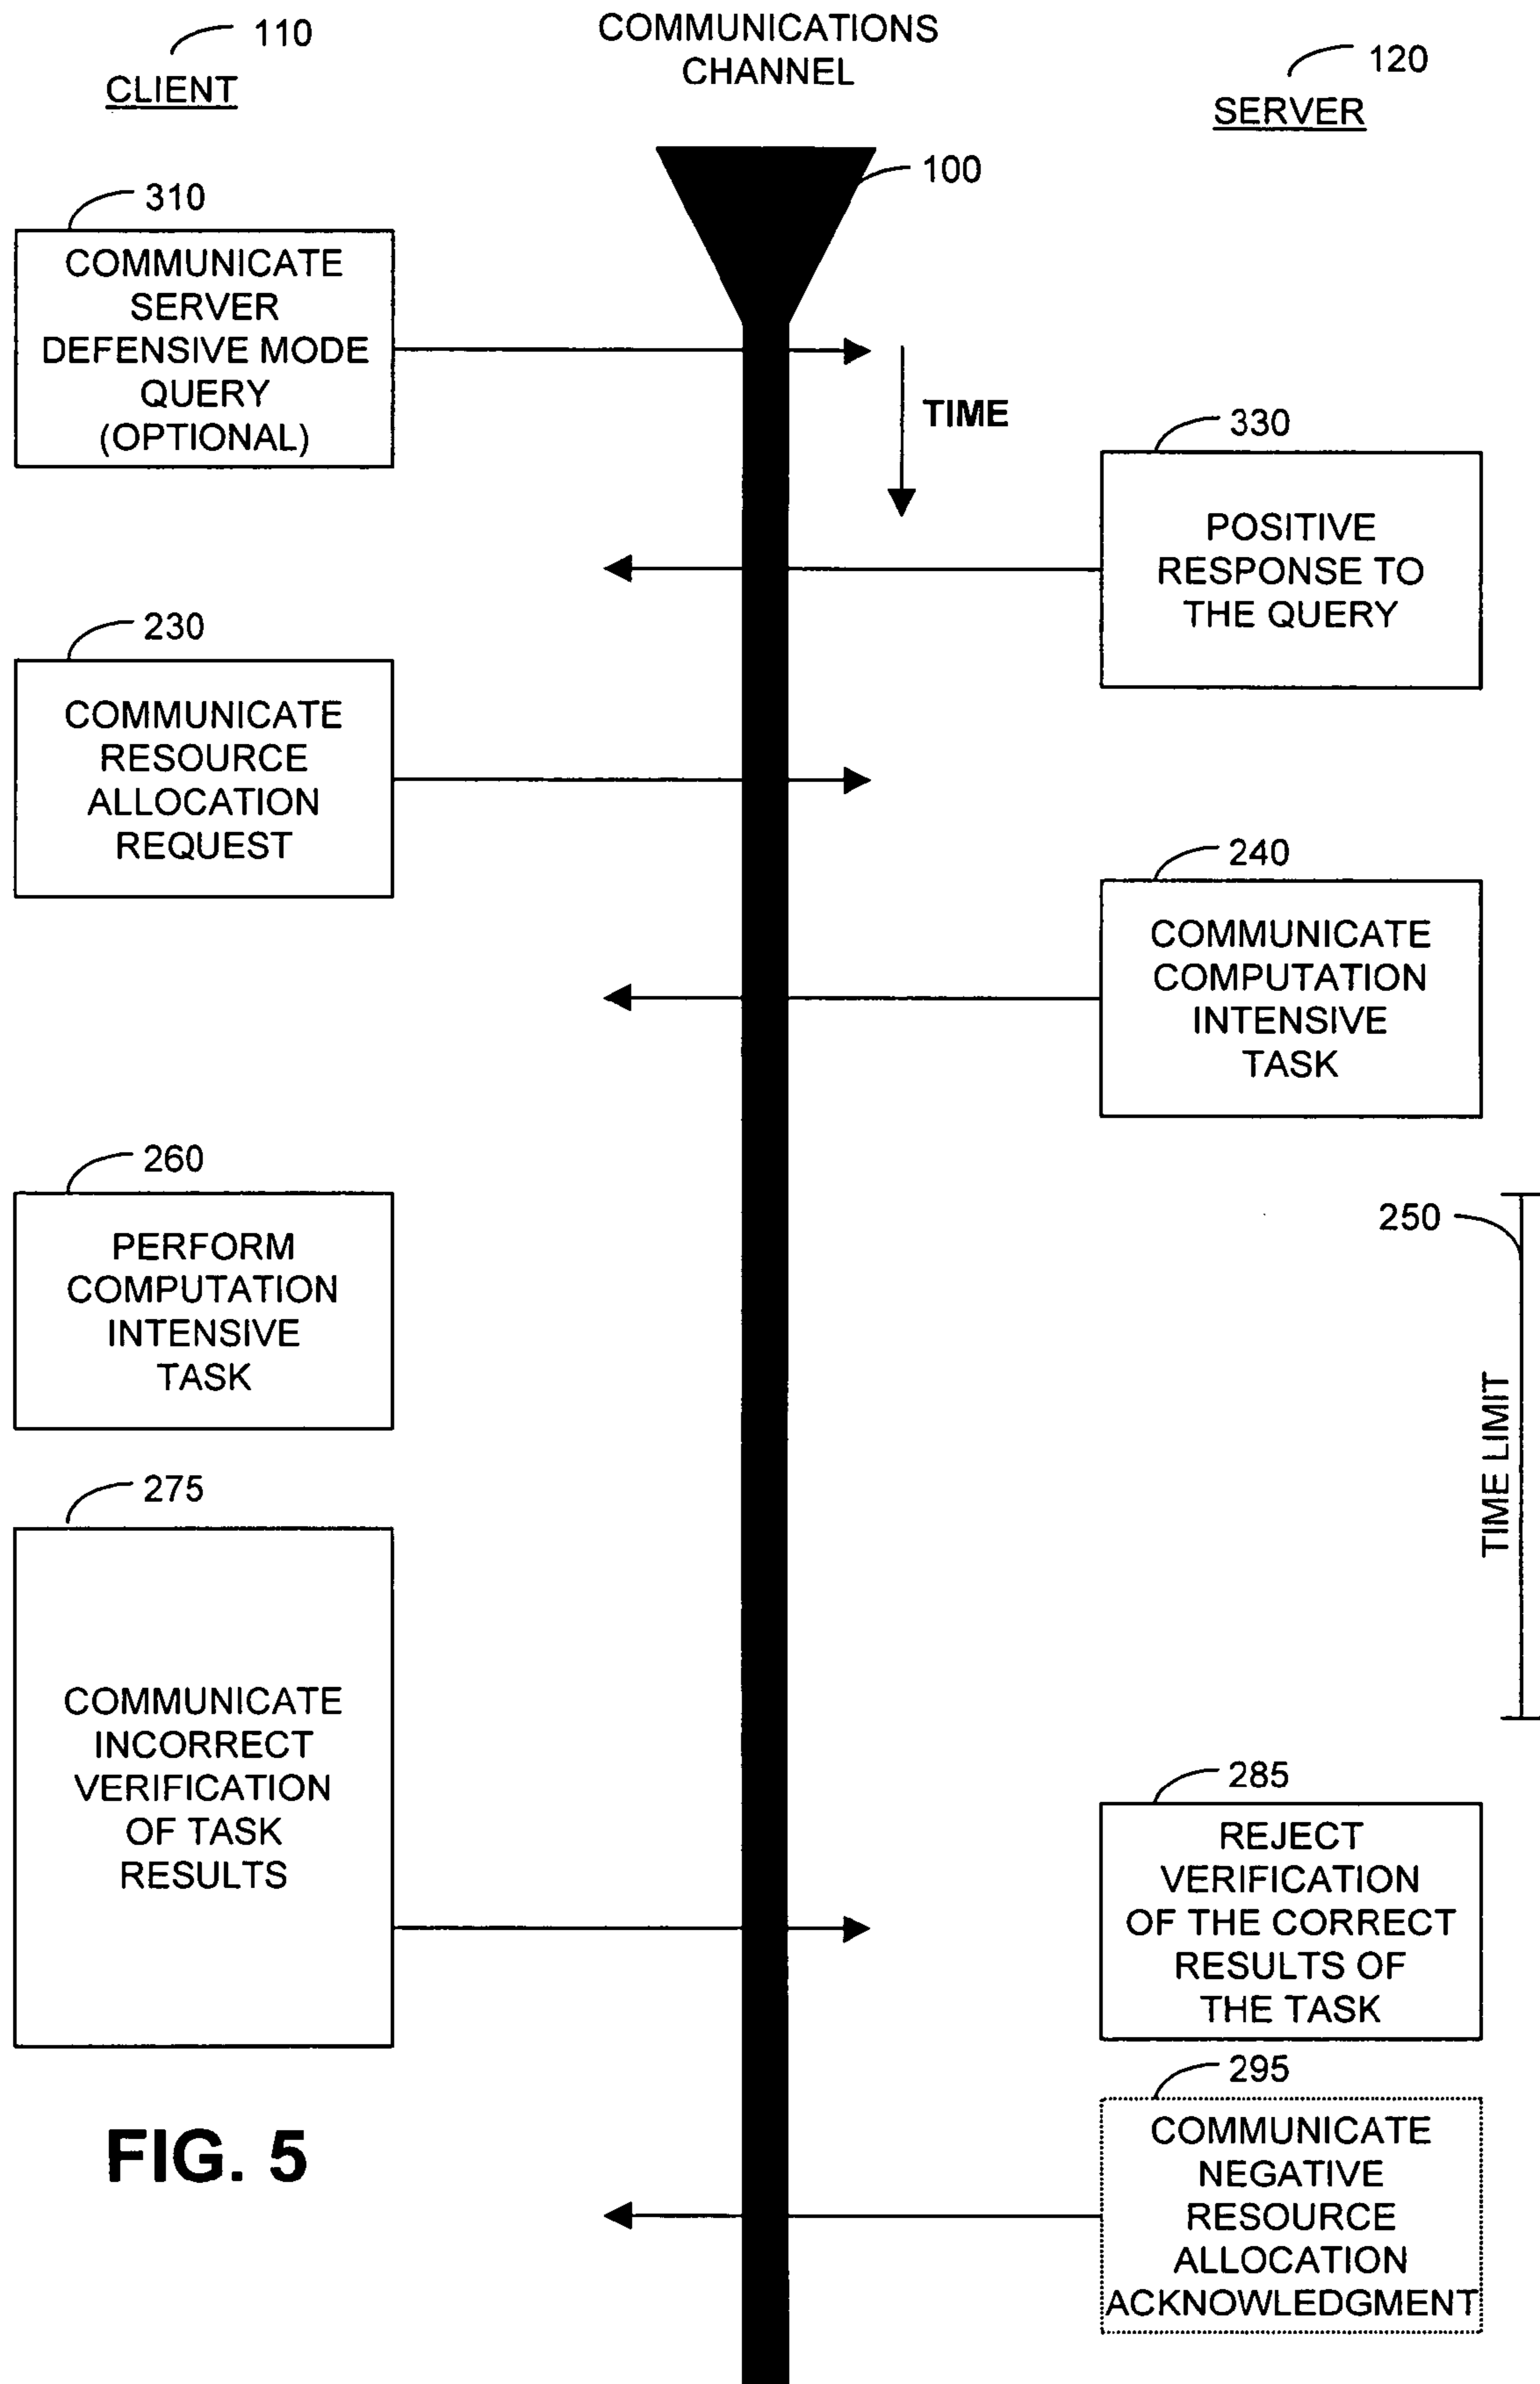 110
CLIENT
COMMUNICATIONS
CHANNEL
120
SERVER
100
310
COMMUNICATE
SERVER
DEFENSIVE MODE
QUERY
(OPTIONAL)
TIME
330
POSITIVE
RESPONSE TO
THE QUERY
230
COMMUNICATE
RESOURCE
ALLOCATION
REQUEST
240
COMMUNICATE
COMPUTATION
INTENSIVE
TASK
260
PERFORM
COMPUTATION
INTENSIVE
TASK
250
TIME LIMIT
275
COMMUNICATE
INCORRECT
VERIFICATION
OF TASK
RESULTS
285
REJECT
VERIFICATION
OF THE CORRECT
RESULTS OF
THE TASK
295
COMMUNICATE
NEGATIVE
RESOURCE
ALLOCATION
ACKNOWLEDGMENT
FIG. 5